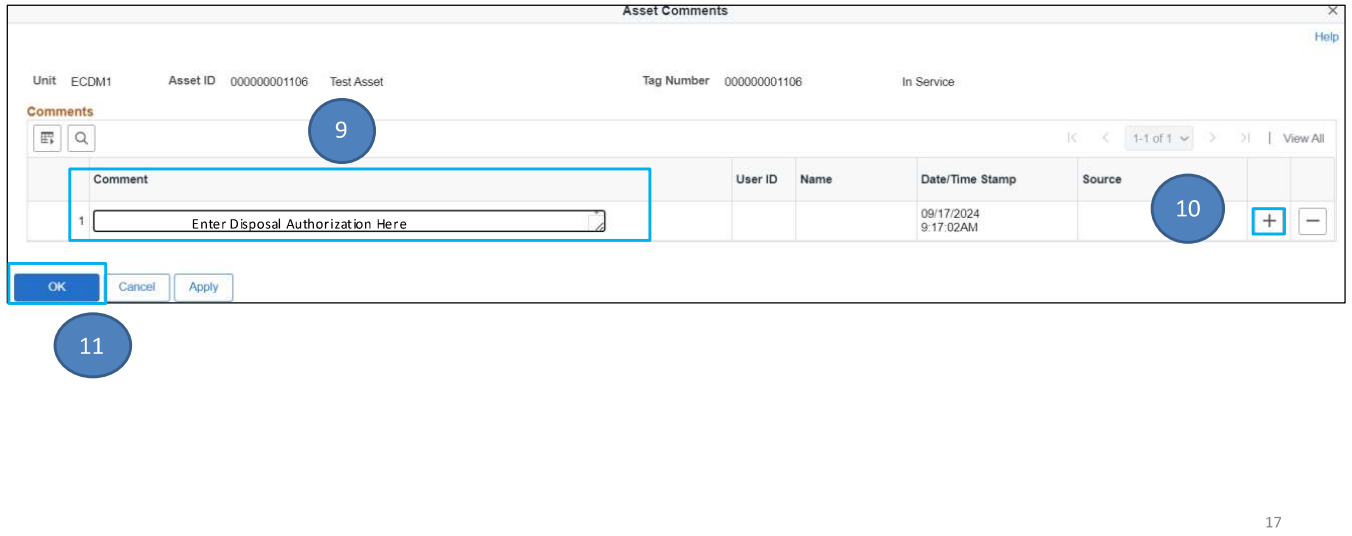 Asset Comments
Help
Unit ECDM1 Asset ID 000000001106 Test Asset Tag Number 000000001106 In Service
Comments
9
1-1 of 1 | View All
Comment User ID Name Date/Time Stamp Source
10
1 Enter Disposal Authorization Here 09/17/2024
9:17:02AM
OK Cancel Apply
11
17